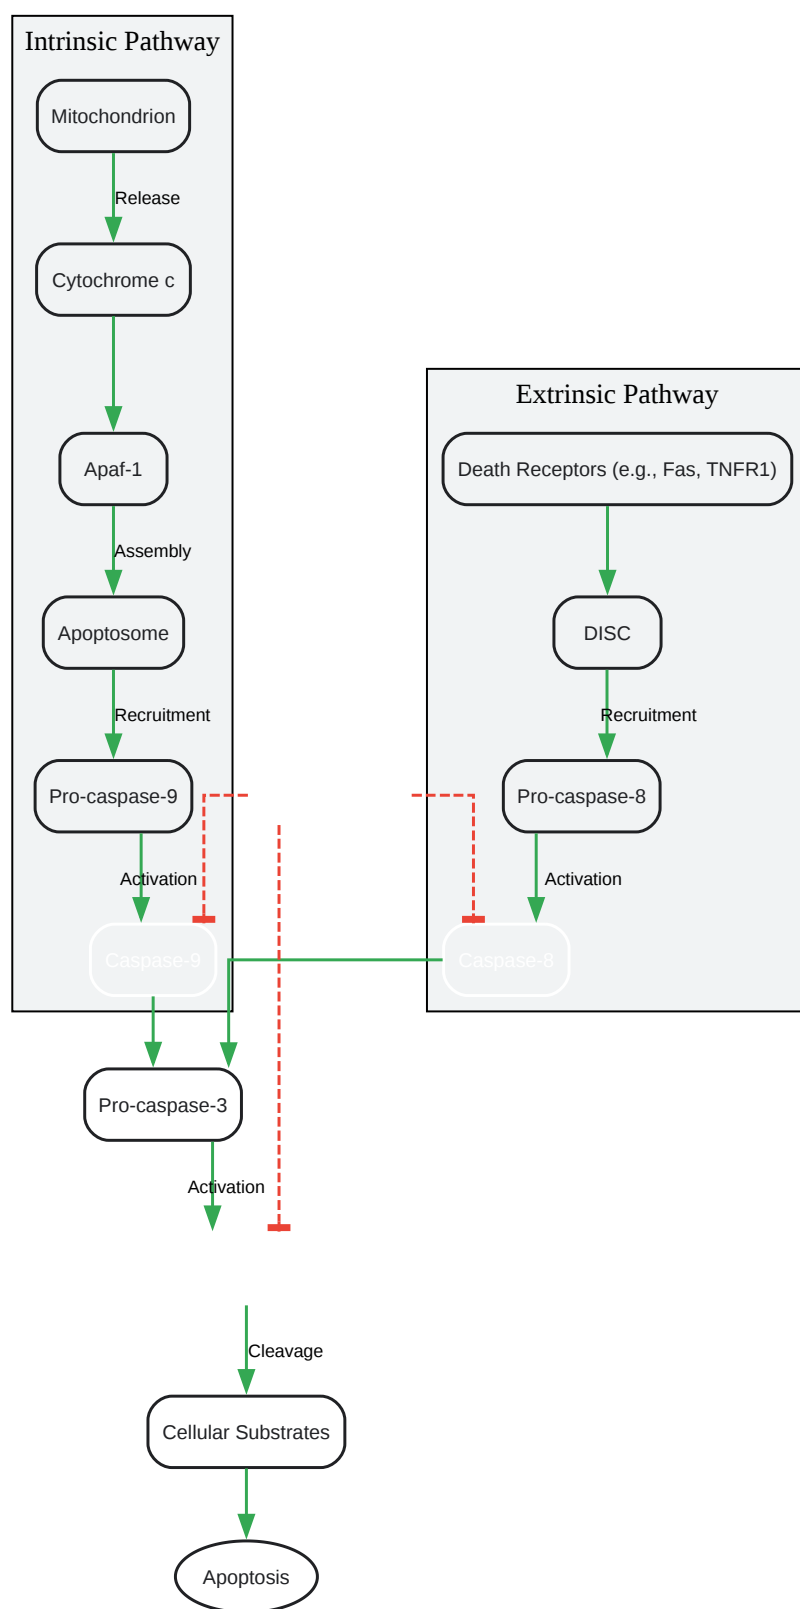 Intrinsic Pathway
Mitochondrion
Release
Cytochrome c
Apaf-1
Assembly
Apoptosome
Recruitment
Pro-caspase-9
Activation
Caspase-9
Extrinsic Pathway
Death Receptors (e.g., Fas, TNFR1)
DISC
Recruitment
Pro-caspase-8
Activation
Caspase-8
Pro-caspase-3
Activation
Cleavage
Cellular Substrates
Apoptosis